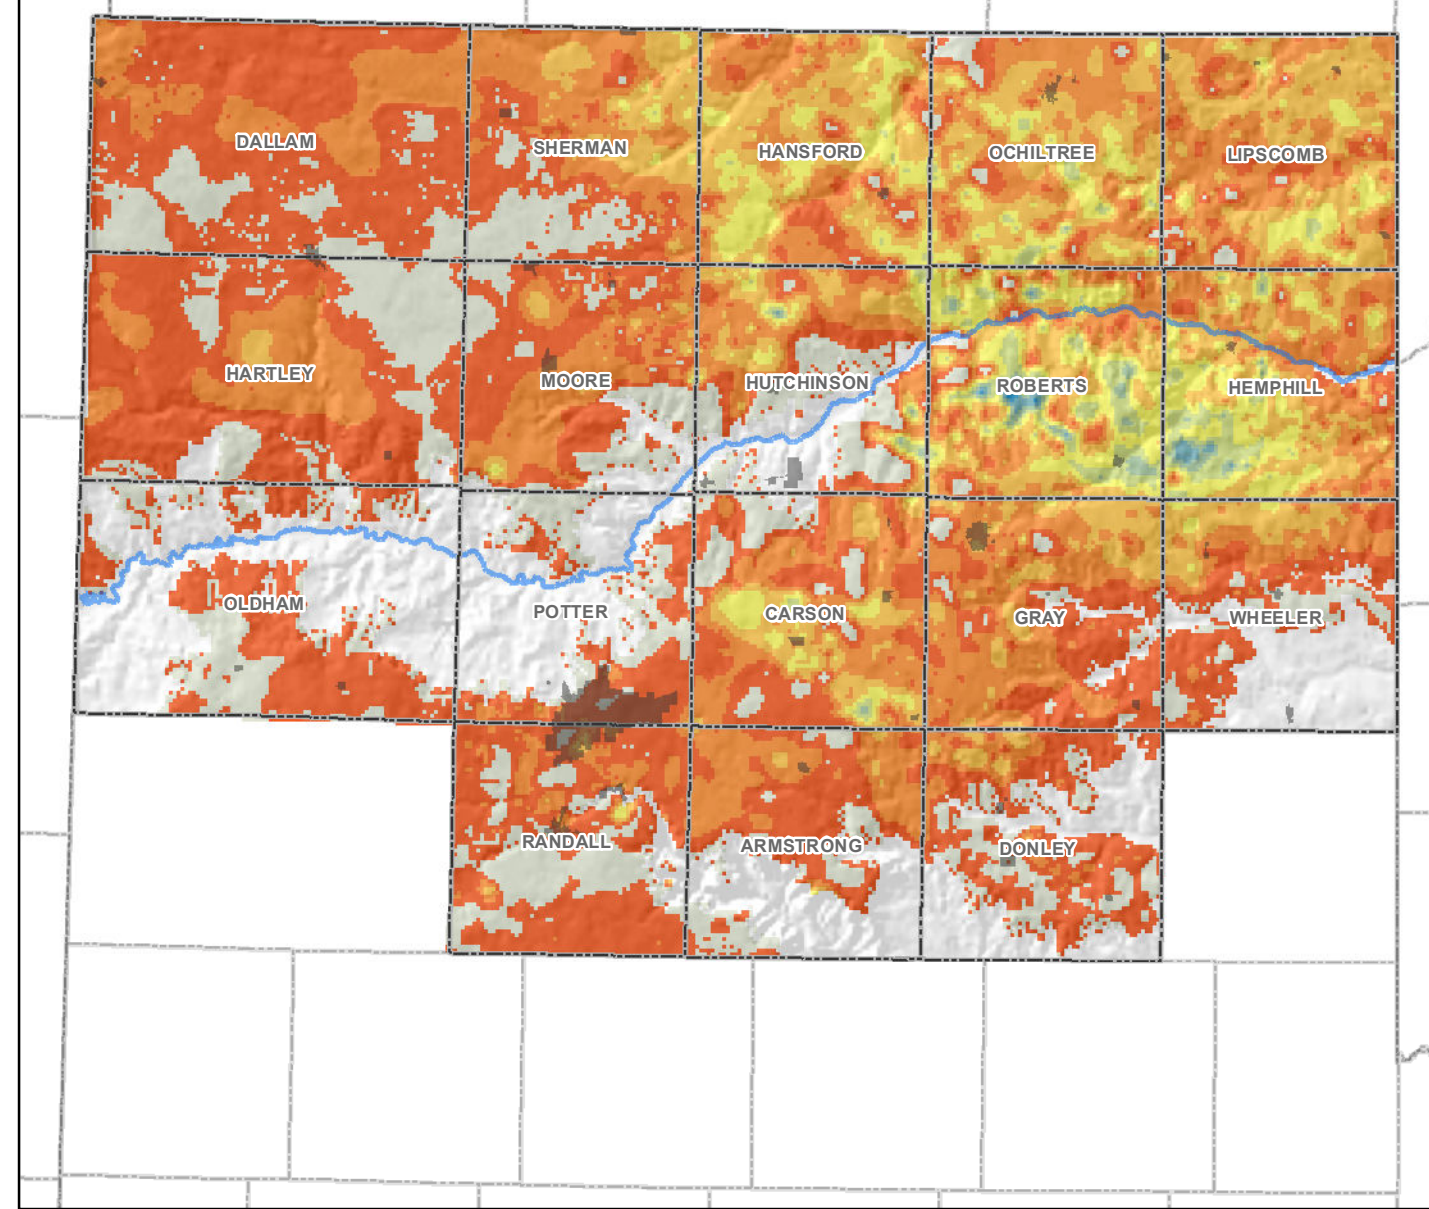 DALLAM
SHERMAN
HANSFORD
OCHILTREE
LIPSCOMB
HARTLEY
MOORE
HUTCHINSON
ROBERTS
HEMPHILL
OLDHAM
POTTER
CARSON
GRAY
WHEELER
RANDALL
ARMSTRONG
DONLEY